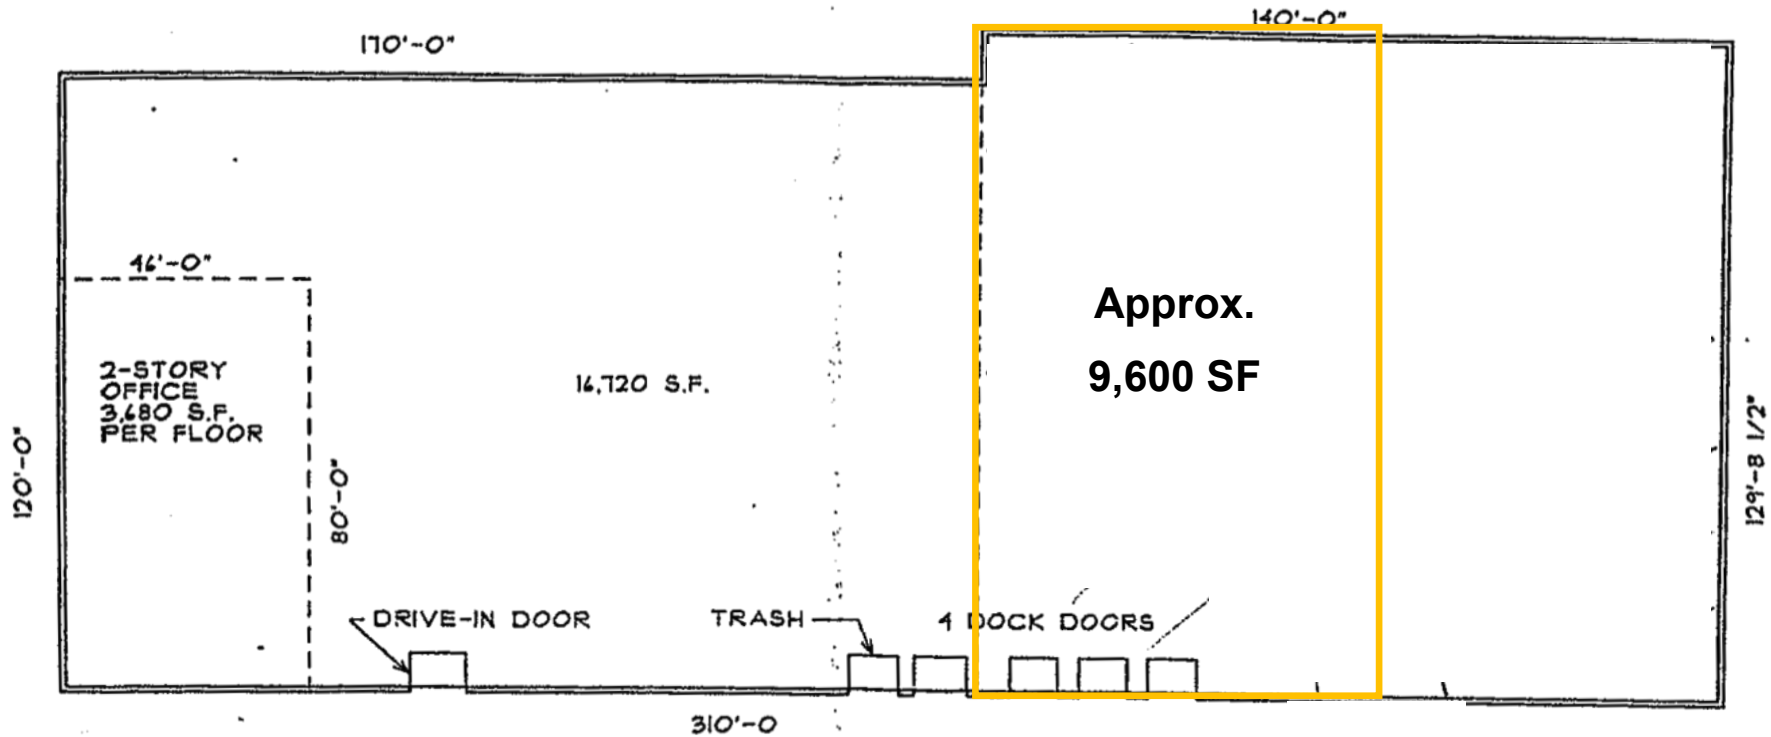 140'-0"
170'-0"
46'-0"
Approx.
9,600 SF
2-STORY
OFFICE
3,680 S.F.
PER FLOOR
16,720 S.F.
120'-0"
80'-0"
129'-8 1/2"
DRIVE-IN DOOR
TRASH
4 DOCK DOORS
310'-0